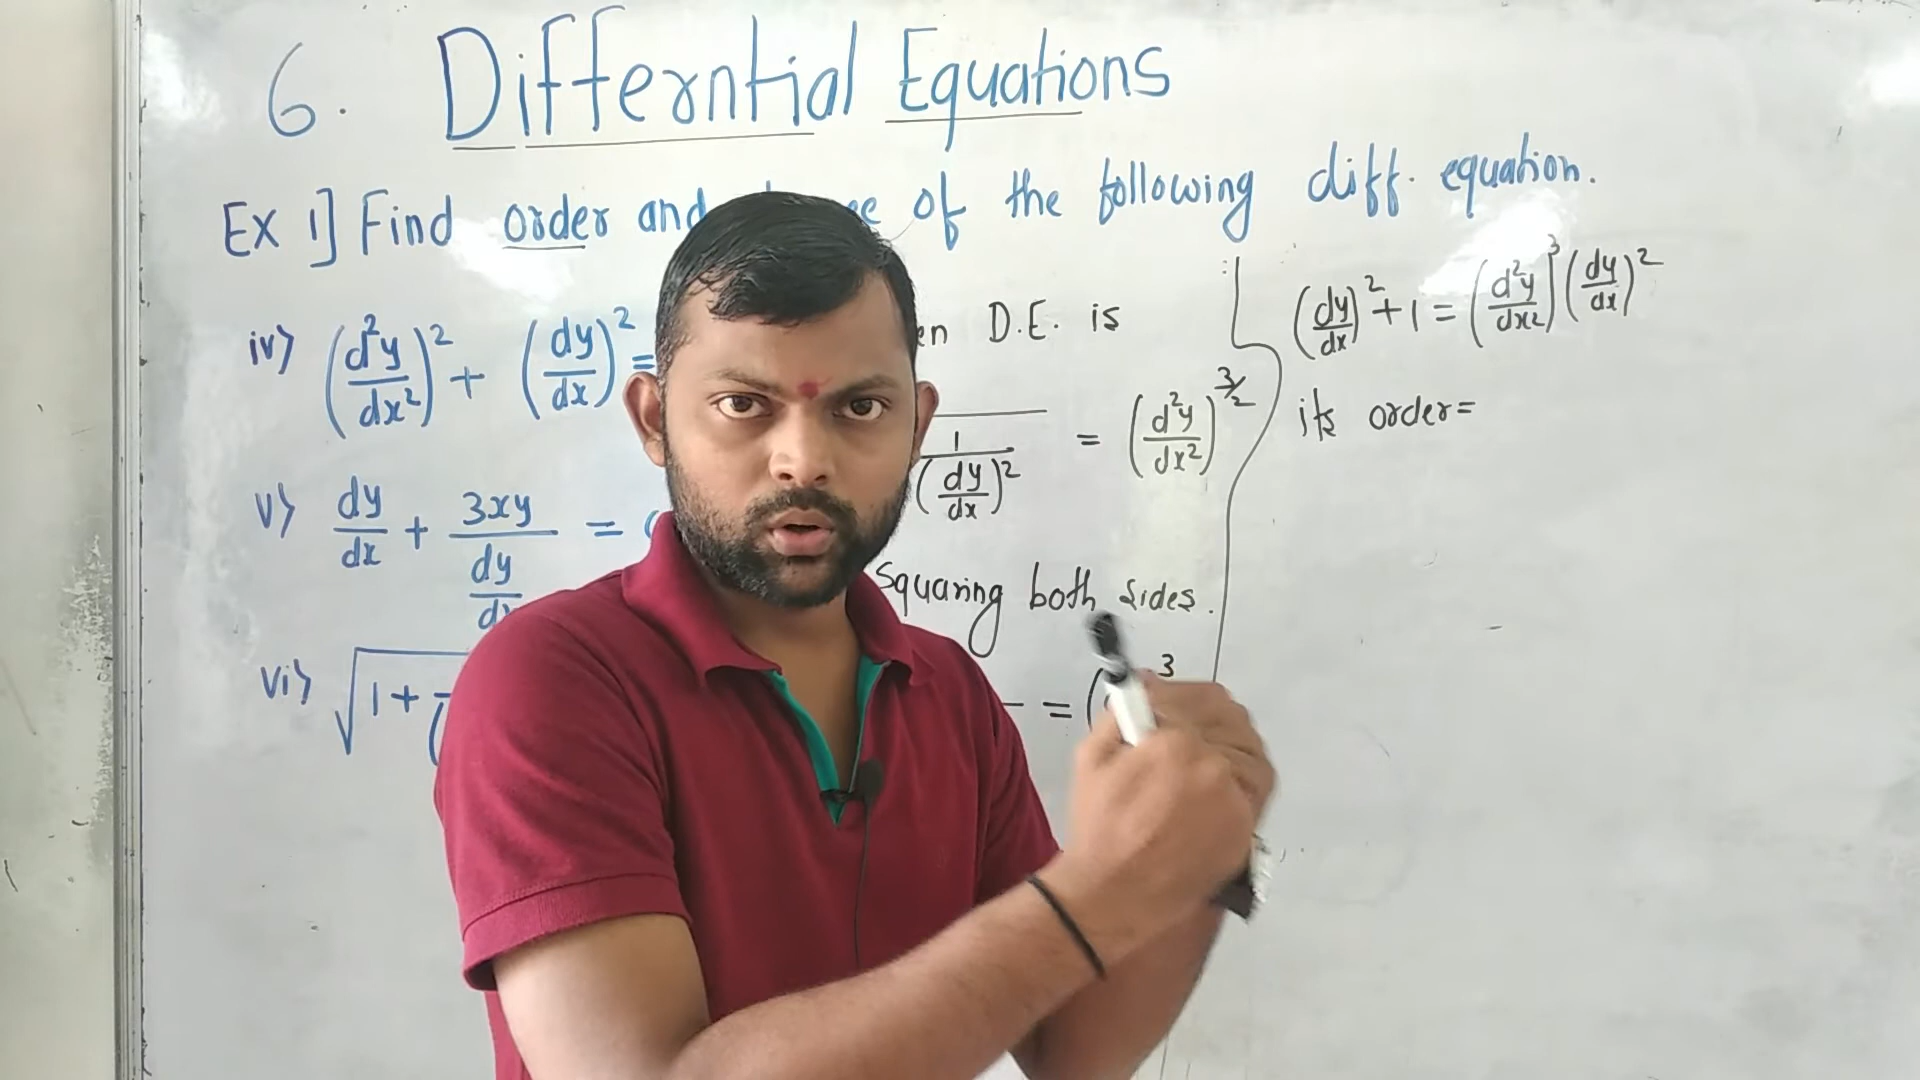 6. Differntial Equations
Ex 1] Find order and of the following diff. equation.
iv) (d²y/dx²)² + (dy/dx)² =
v) dy/dx + 3xy/(dy/dx) =
vi) √1 +
D.E. is
1/(dy/dx)² = (d²y/dx²)^3/2
Squaring both sides.
= ( 3
(dy/dx)² + 1 = (d²y/dx²)³ (dy/dx)²
its order =